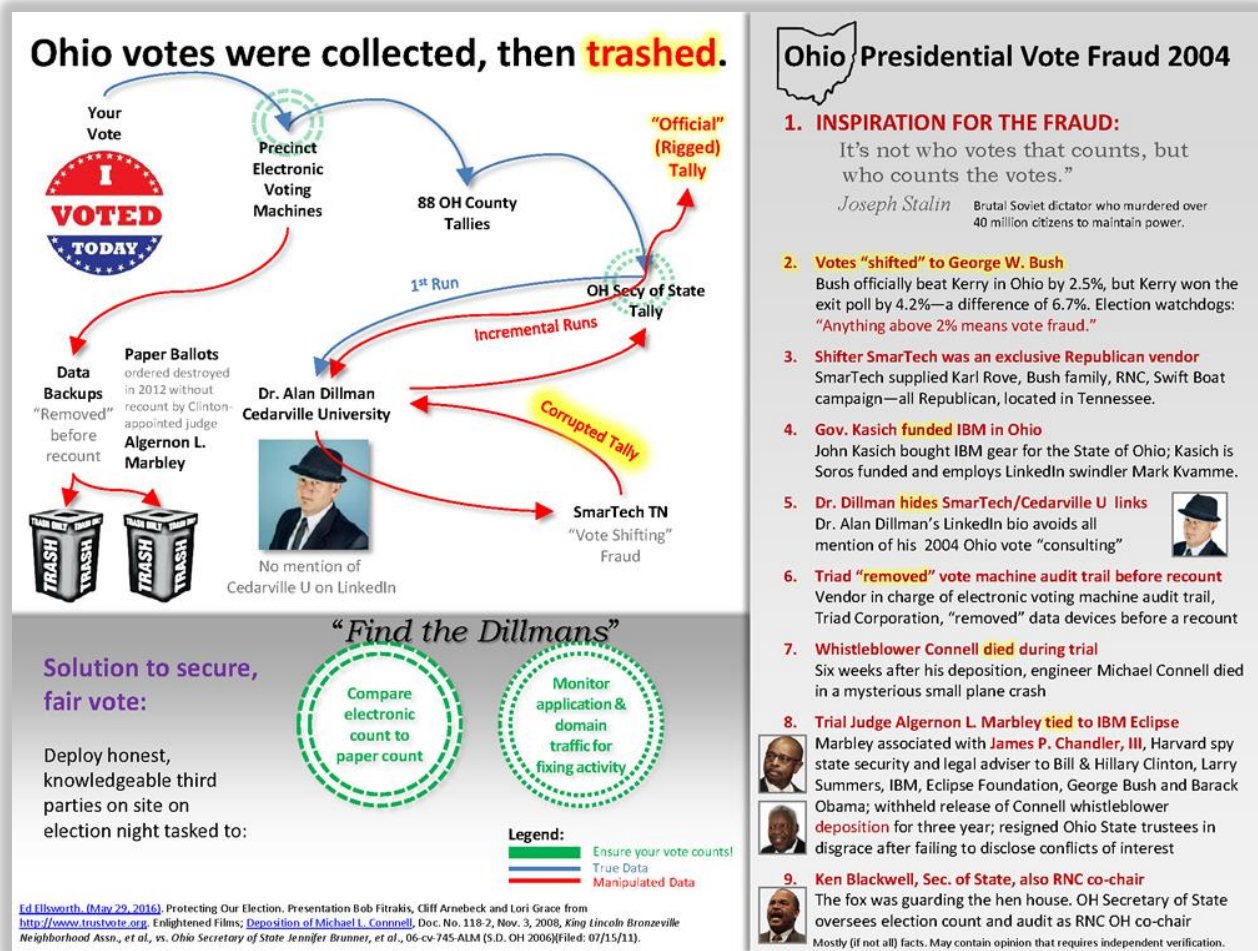 Ohio votes were collected, then trashed.
Your
Vote
I
VOTED
TODAY
Precinct
Electronic
Voting
Machines
88 OH County
Tallies
“Official”
(Rigged)
Tally
1st Run
OH Secy of State
Tally
Incremental Runs
Data
Backups
“Removed”
before
recount
Paper Ballots
ordered destroyed
in 2012 without
recount by Clinton-
appointed judge
Algernon L.
Marbley
Dr. Alan Dillman
Cedarville University
Corrupted Tally
SmarTech TN
“Vote Shifting”
Fraud
No mention of
Cedarville U on LinkedIn
TRASH ONLY
TRASH ONLY
TRASH
TRASH
TRASH ONLY
TRASH ONLY
TRASH
TRASH
“Find the Dillmans”
Solution to secure,
fair vote:
Deploy honest,
knowledgeable third
parties on site on
election night tasked to:
Compare
electronic
count to
paper count
Monitor
application &
domain
traffic for
fixing activity
Legend:
Ensure your vote counts!
True Data
Manipulated Data
Ed Ellsworth. (May 29, 2016). Protecting Our Election. Presentation Bob Fitrakis, Cliff Arnebeck and Lori Grace from
http://www.trustvote.org. Enlightened Films; Deposition of Michael L. Connnell, Doc. No. 118-2, Nov. 3, 2008, King Lincoln Bronzeville
Neighborhood Assn., et al., vs. Ohio Secretary of State Jennifer Brunner, et al., 06-cv-745-ALM (S.D. OH 2006)(Filed: 07/15/11).
Ohio Presidential Vote Fraud 2004
1. INSPIRATION FOR THE FRAUD:
It's not who votes that counts, but
who counts the votes.”
Joseph Stalin Brutal Soviet dictator who murdered over
40 million citizens to maintain power.
2. Votes “shifted” to George W. Bush
Bush officially beat Kerry in Ohio by 2.5%, but Kerry won the
exit poll by 4.2%—a difference of 6.7%. Election watchdogs:
“Anything above 2% means vote fraud.”
3. Shifter SmarTech was an exclusive Republican vendor
SmarTech supplied Karl Rove, Bush family, RNC, Swift Boat
campaign—all Republican, located in Tennessee.
4. Gov. Kasich funded IBM in Ohio
John Kasich bought IBM gear for the State of Ohio; Kasich is
Soros funded and employs LinkedIn swindler Mark Kvamme.
5. Dr. Dillman hides SmarTech/Cedarville U links
Dr. Alan Dillman's LinkedIn bio avoids all
mention of his 2004 Ohio vote “consulting”
6. Triad “removed” vote machine audit trail before recount
Vendor in charge of electronic voting machine audit trail,
Triad Corporation, “removed” data devices before a recount
7. Whistleblower Connell died during trial
Six weeks after his deposition, engineer Michael Connell died
in a mysterious small plane crash
8. Trial Judge Algernon L. Marbley tied to IBM Eclipse
Marbley associated with James P. Chandler, III, Harvard spy
state security and legal adviser to Bill & Hillary Clinton, Larry
Summers, IBM, Eclipse Foundation, George Bush and Barack
Obama; withheld release of Connell whistleblower
deposition for three year; resigned Ohio State trustees in
disgrace after failing to disclose conflicts of interest
9. Ken Blackwell, Sec. of State, also RNC co-chair
The fox was guarding the hen house. OH Secretary of State
oversees election count and audit as RNC OH co-chair
Mostly (if not all) facts. May contain opinion that requires independent verification.